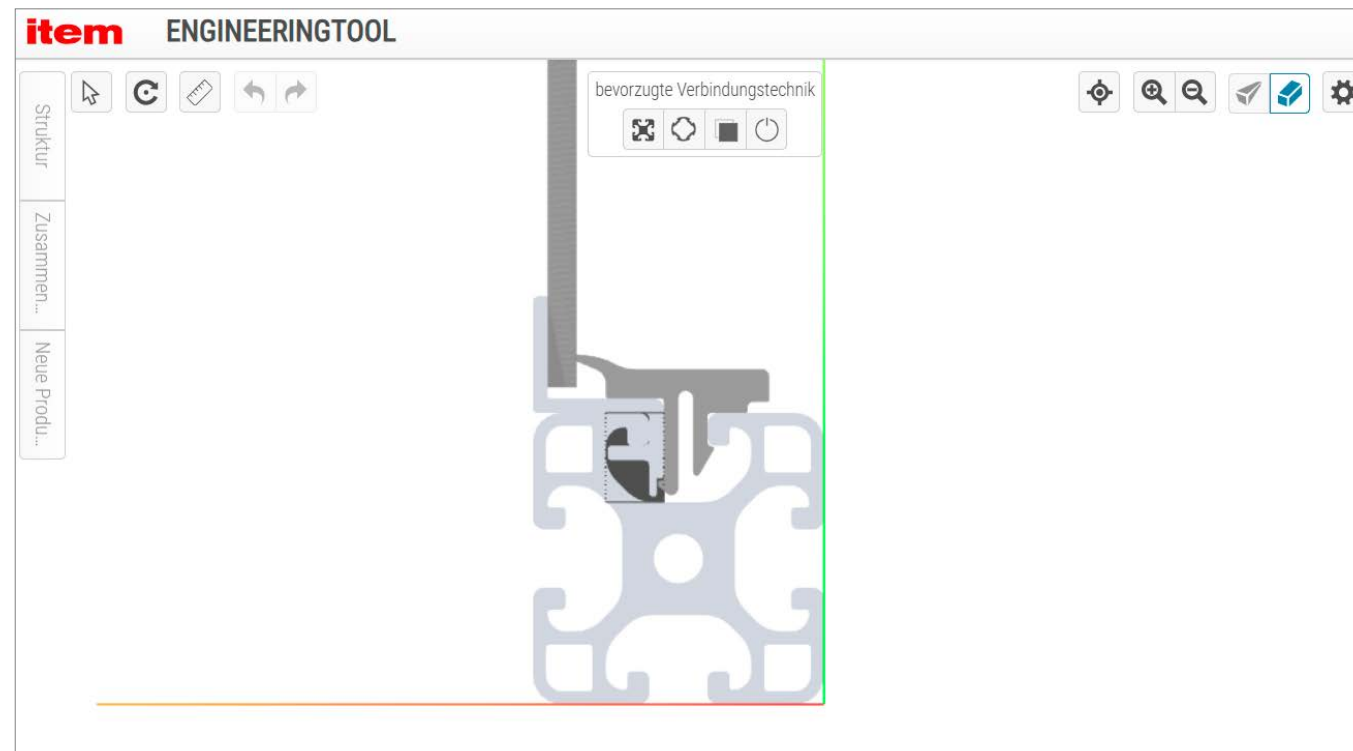 item ENGINEERINGTOOL
bevorzugte Verbindungstechnik
Struktur
Zusammen...
Neue Produ...